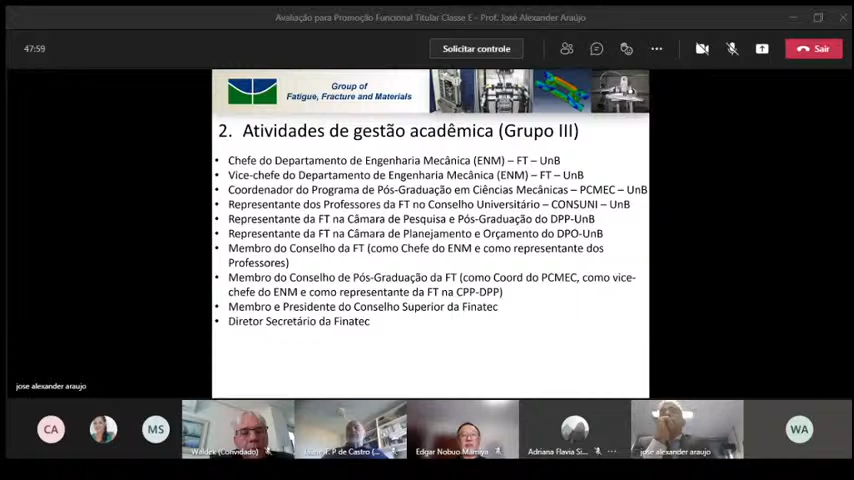 Avaliação para Promoção Funcional Titular Classe E - Prof. José Alexander Araújo
47:59
Solicitar controle
Sair
Group of
Fatigue, Fracture and Materials
2. Atividades de gestão acadêmica (Grupo III)
• Chefe do Departamento de Engenharia Mecânica (ENM) – FT – UnB
• Vice-chefe do Departamento de Engenharia Mecânica (ENM) – FT – UnB
• Coordenador do Programa de Pós-Graduação em Ciências Mecânicas – PCMEC – UnB
• Representante dos Professores da FT no Conselho Universitário – CONSUNI – UnB
• Representante da FT na Câmara de Pesquisa e Pós-Graduação do DPP-UnB
• Representante da FT na Câmara de Planejamento e Orçamento do DPO-UnB
• Membro do Conselho da FT (como Chefe do ENM e como representante dos
Professores)
• Membro do Conselho de Pós-Graduação da FT (como Coord do PCMEC, como vice-
chefe do ENM e como representante da FT na CPP-DPP)
• Membro e Presidente do Conselho Superior da Finatec
• Diretor Secretário da Finatec
jose alexander araujo
CA
MS
WA
Waldek (Convidado)
T. P de Castro (...
Edgar Nobuo Mamiya
Adriana Flavia Si...
jose alexander araujo